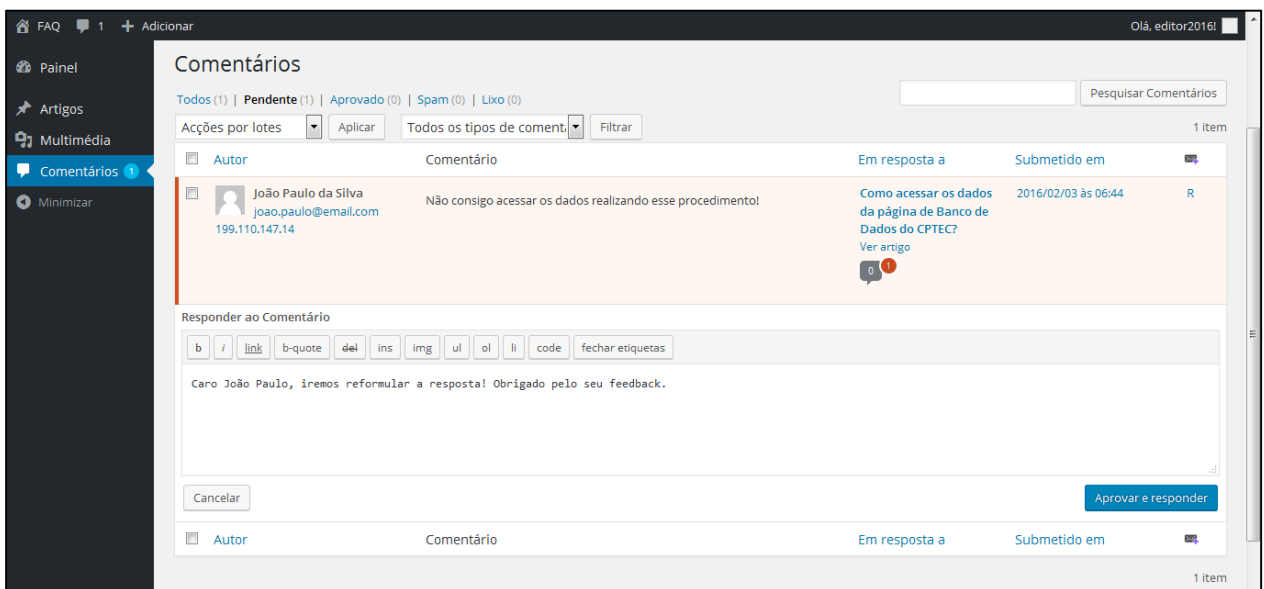 FAQ 1 + Adicionar Olá, editor2016!
Painel
Artigos
Multimédia
Comentários 1
Minimizar
Comentários
Todos (1) | Pendente (1) | Aprovado (0) | Spam (0) | Lixo (0)
Pesquisar Comentários
Acções por lotes Aplicar Todos os tipos de coment Filtrar 1 item
Autor Comentário Em resposta a Submetido em
João Paulo da Silva
joao.paulo@email.com
199.110.147.14
Não consigo acessar os dados realizando esse procedimento!
Como acessar os dados
da página de Banco de
Dados do CPTEC?
Ver artigo
0 1
2016/02/03 às 06:44
R
Responder ao Comentário
b i link b-quote del ins img ul ol li code fechar etiquetas
Caro João Paulo, iremos reformular a resposta! Obrigado pelo seu feedback.
Cancelar Aprovar e responder
Autor Comentário Em resposta a Submetido em
1 item